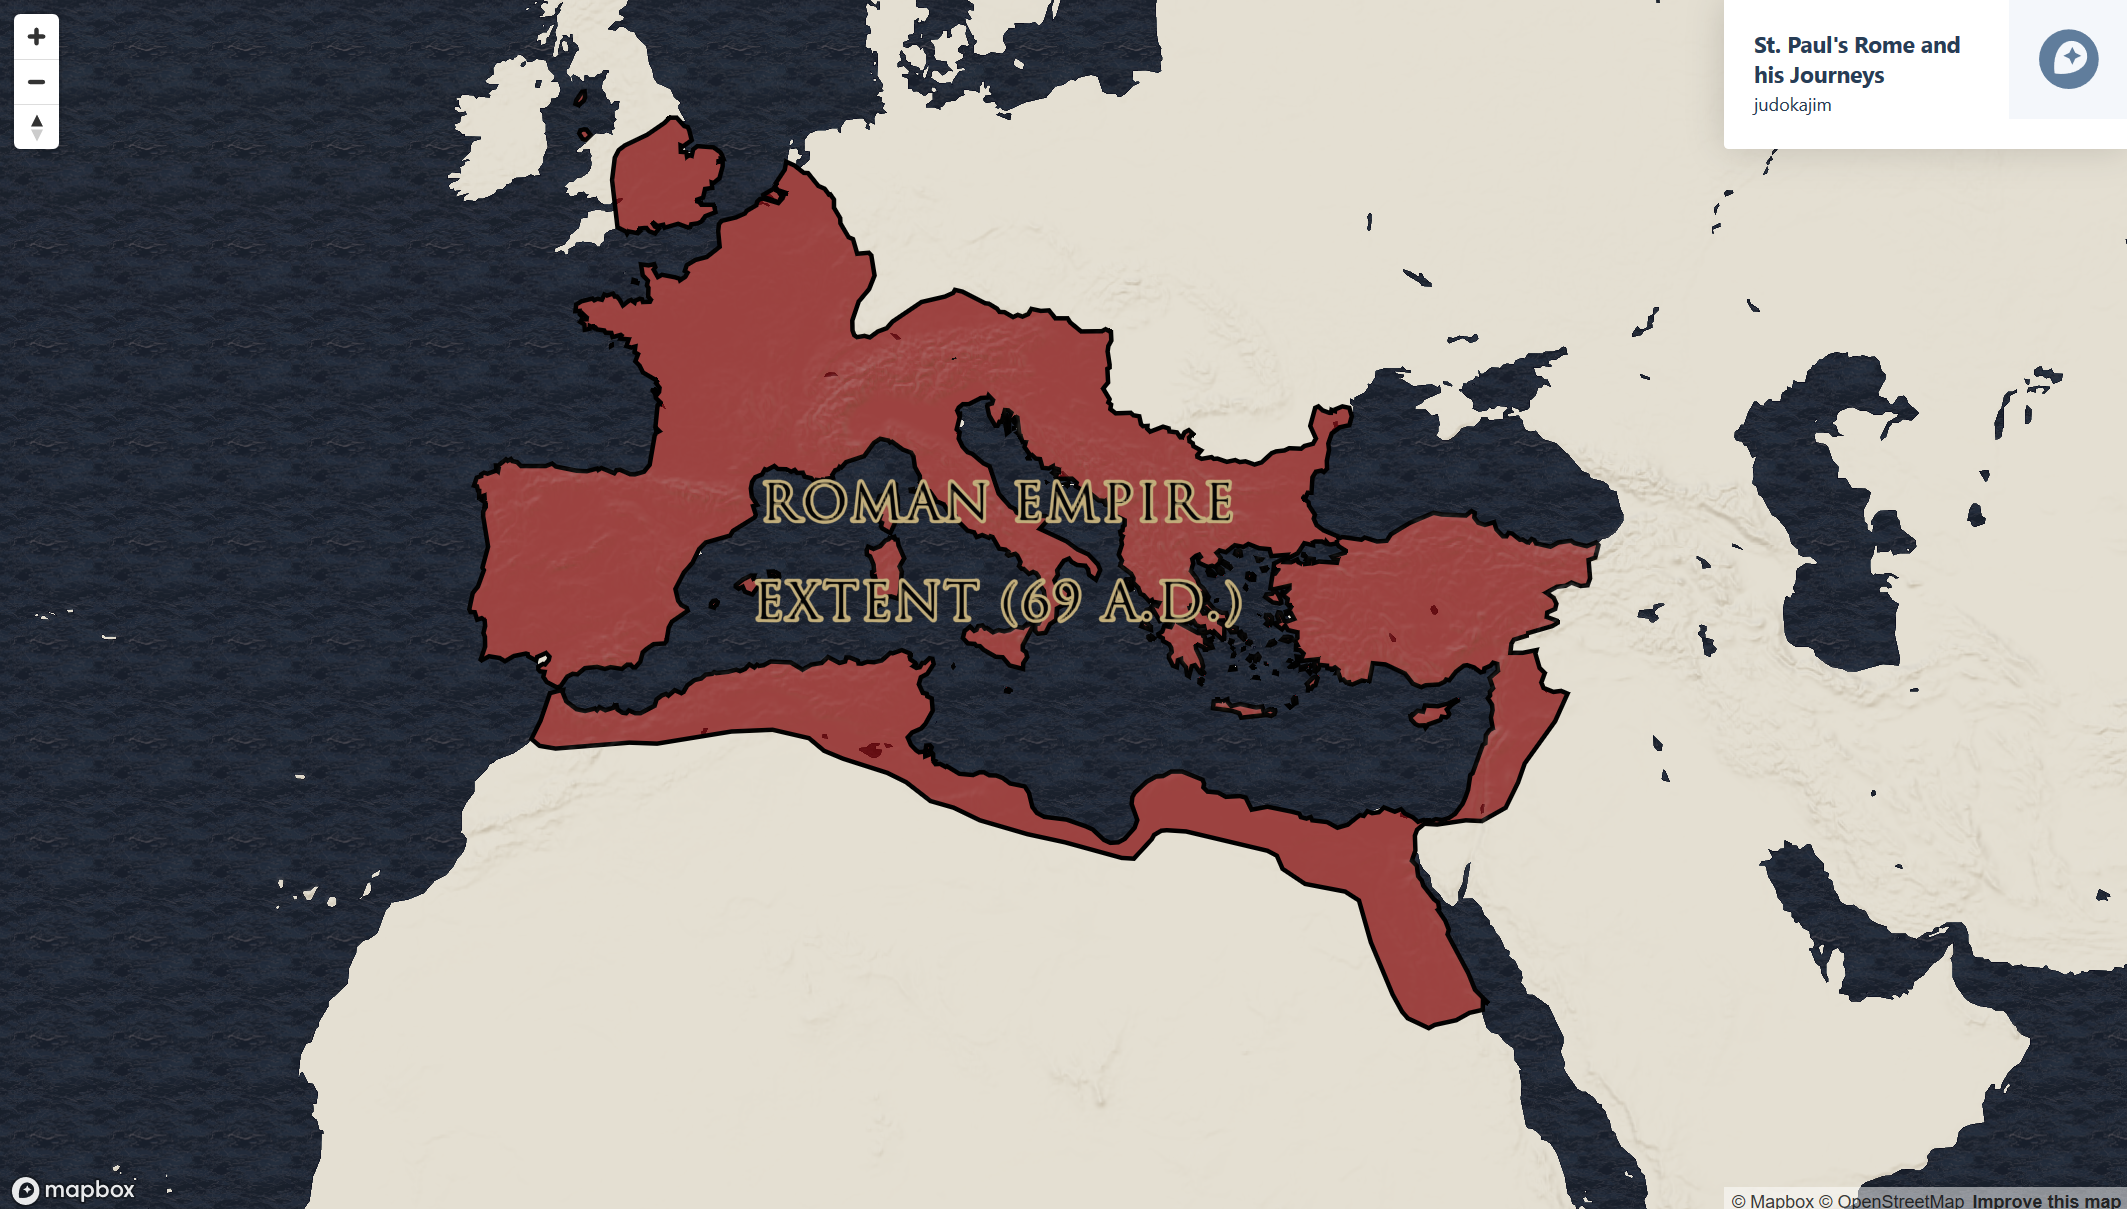 St. Paul's Rome and
his Journeys
judokajim
ROMAN EMPIRE
EXTENT (69 A.D.)
mapbox
© Mapbox © OpenStreetMap Improve this map